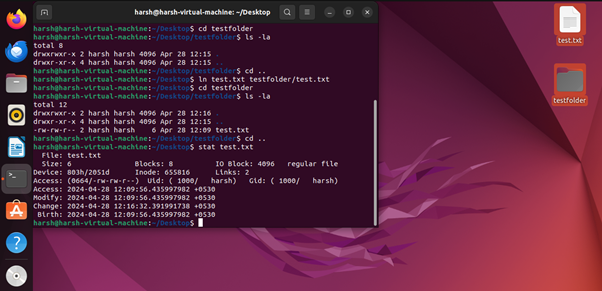 harsh@harsh-virtual-machine: ~/Desktop
harsh@harsh-virtual-machine:~/Desktop$ cd testfolder
harsh@harsh-virtual-machine:~/Desktop/testfolder$ ls -la
total 8
drwxrwxr-x 2 harsh harsh 4096 Apr 28 12:15 .
drwxr-xr-x 4 harsh harsh 4096 Apr 28 12:15 ..
harsh@harsh-virtual-machine:~/Desktop/testfolder$ cd ..
harsh@harsh-virtual-machine:~/Desktop$ ln test.txt testfolder/test.txt
harsh@harsh-virtual-machine:~/Desktop$ cd testfolder
harsh@harsh-virtual-machine:~/Desktop/testfolder$ ls -la
total 12
drwxrwxr-x 2 harsh harsh 4096 Apr 28 12:16 .
drwxr-xr-x 4 harsh harsh 4096 Apr 28 12:15 ..
-rw-rw-r-- 2 harsh harsh    6 Apr 28 12:09 test.txt
harsh@harsh-virtual-machine:~/Desktop/testfolder$ cd ..
harsh@harsh-virtual-machine:~/Desktop$ stat test.txt
  File: test.txt
  Size: 6               Blocks: 8          IO Block: 4096   regular file
Device: 803h/2051d      Inode: 655816      Links: 2
Access: (0664/-rw-rw-r--)  Uid: ( 1000/   harsh)   Gid: ( 1000/   harsh)
Access: 2024-04-28 12:09:56.435997982 +0530
Modify: 2024-04-28 12:09:56.435997982 +0530
Change: 2024-04-28 12:16:32.391991738 +0530
 Birth: 2024-04-28 12:09:56.435997982 +0530
harsh@harsh-virtual-machine:~/Desktop$
test.txt
testfolder